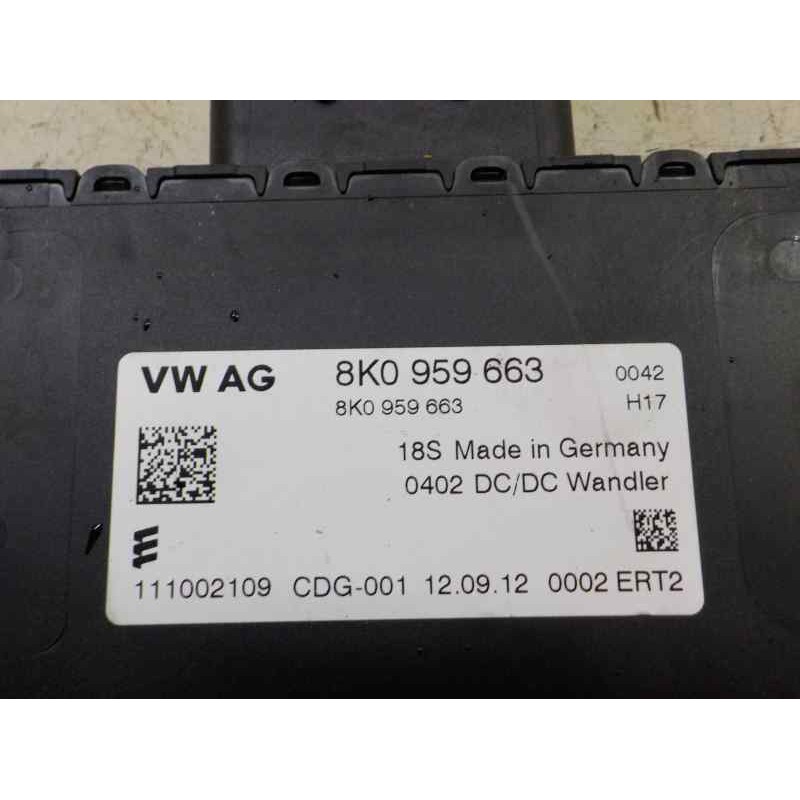 VW AG 8K0 959 663 0042
8K0 959 663 H17
18S Made in Germany
0402 DC/DC Wandler
111002109 CDG-001 12.09.12 0002 ERT2